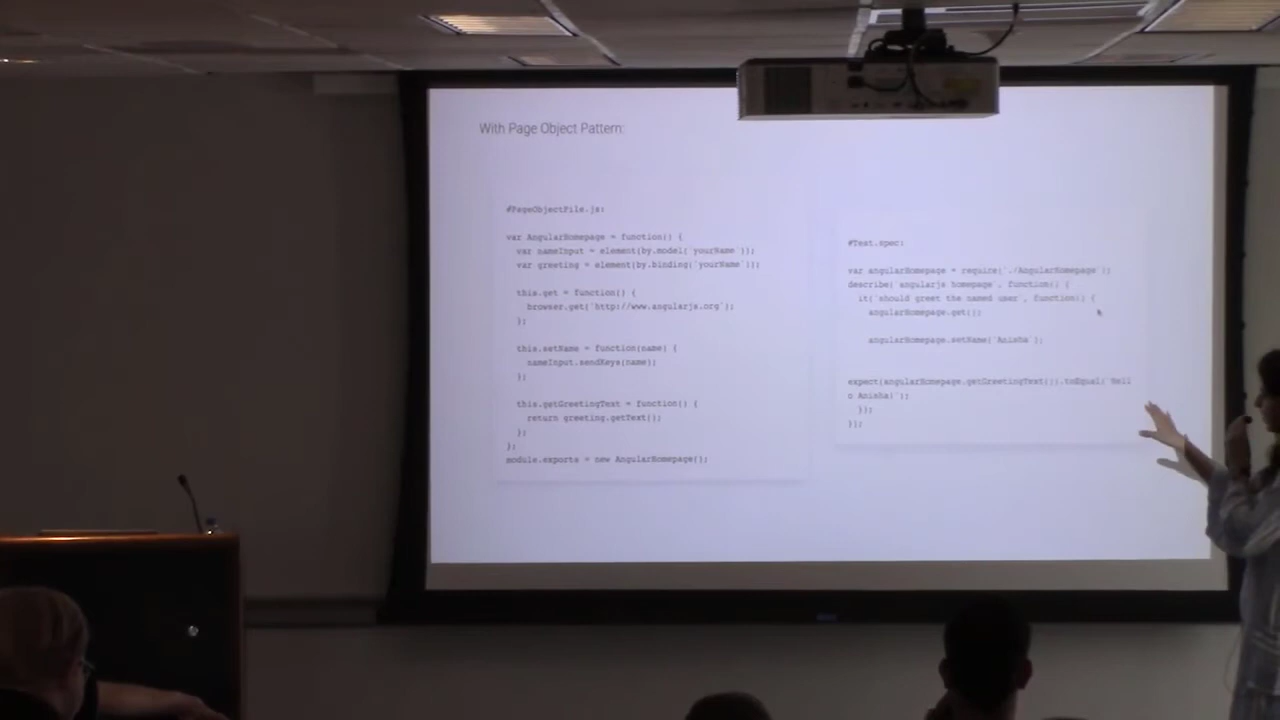 With Page Object Pattern:
#PageObjectFile.js:
var AngularHomepage = function() {
var nameInput = element(by.model('yourName'));
var greeting = element(by.binding('yourName'));
this.get = function() {
browser.get('http://www.angularjs.org');
};
this.setName = function(name) {
nameInput.sendKeys(name);
};
this.getGreetingText = function() {
return greeting.getText();
};
};
module.exports = new AngularHomepage();
#Test.spec:
var angularHomepage = require('./AngularHomepage');
describe('angularjs homepage', function() {
it('should greet the named user', function() {
angularHomepage.get();
angularHomepage.setName('Anisha');
expect(angularHomepage.getGreetingText()).toEqual('Hell
o Anisha!');
});
});